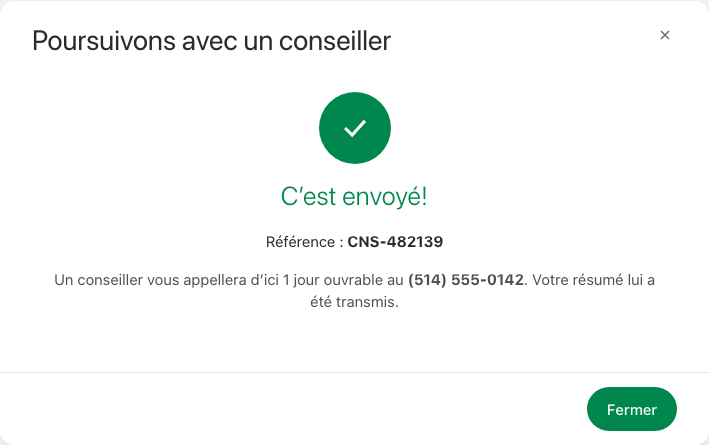 Poursuivons avec un conseiller
×
C’est envoyé!
Référence : CNS-482139
Un conseiller vous appellera d’ici 1 jour ouvrable au (514) 555-0142. Votre résumé lui a
été transmis.
Fermer